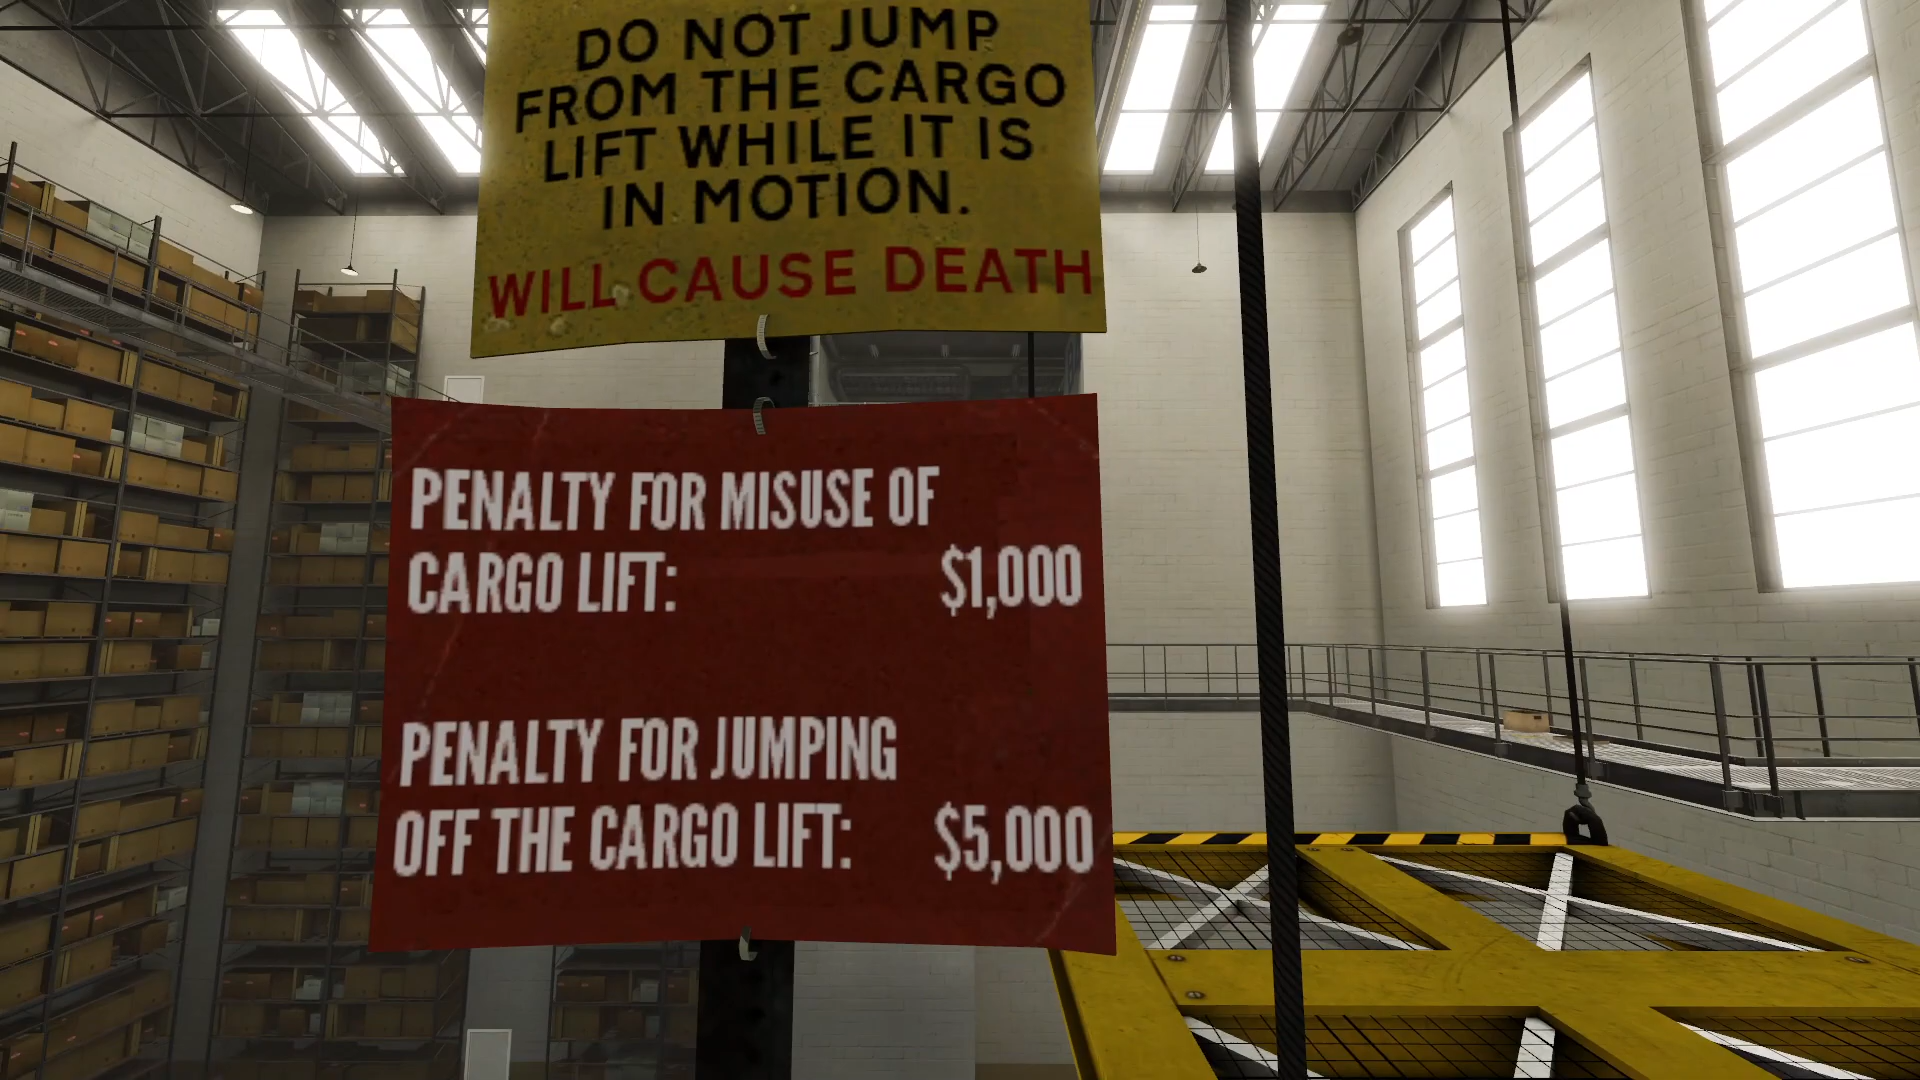 DO NOT JUMP
FROM THE CARGO
LIFT WHILE IT IS
IN MOTION.
WILL CAUSE DEATH
PENALTY FOR MISUSE OF
CARGO LIFT: $1,000
PENALTY FOR JUMPING
OFF THE CARGO LIFT: $5,000